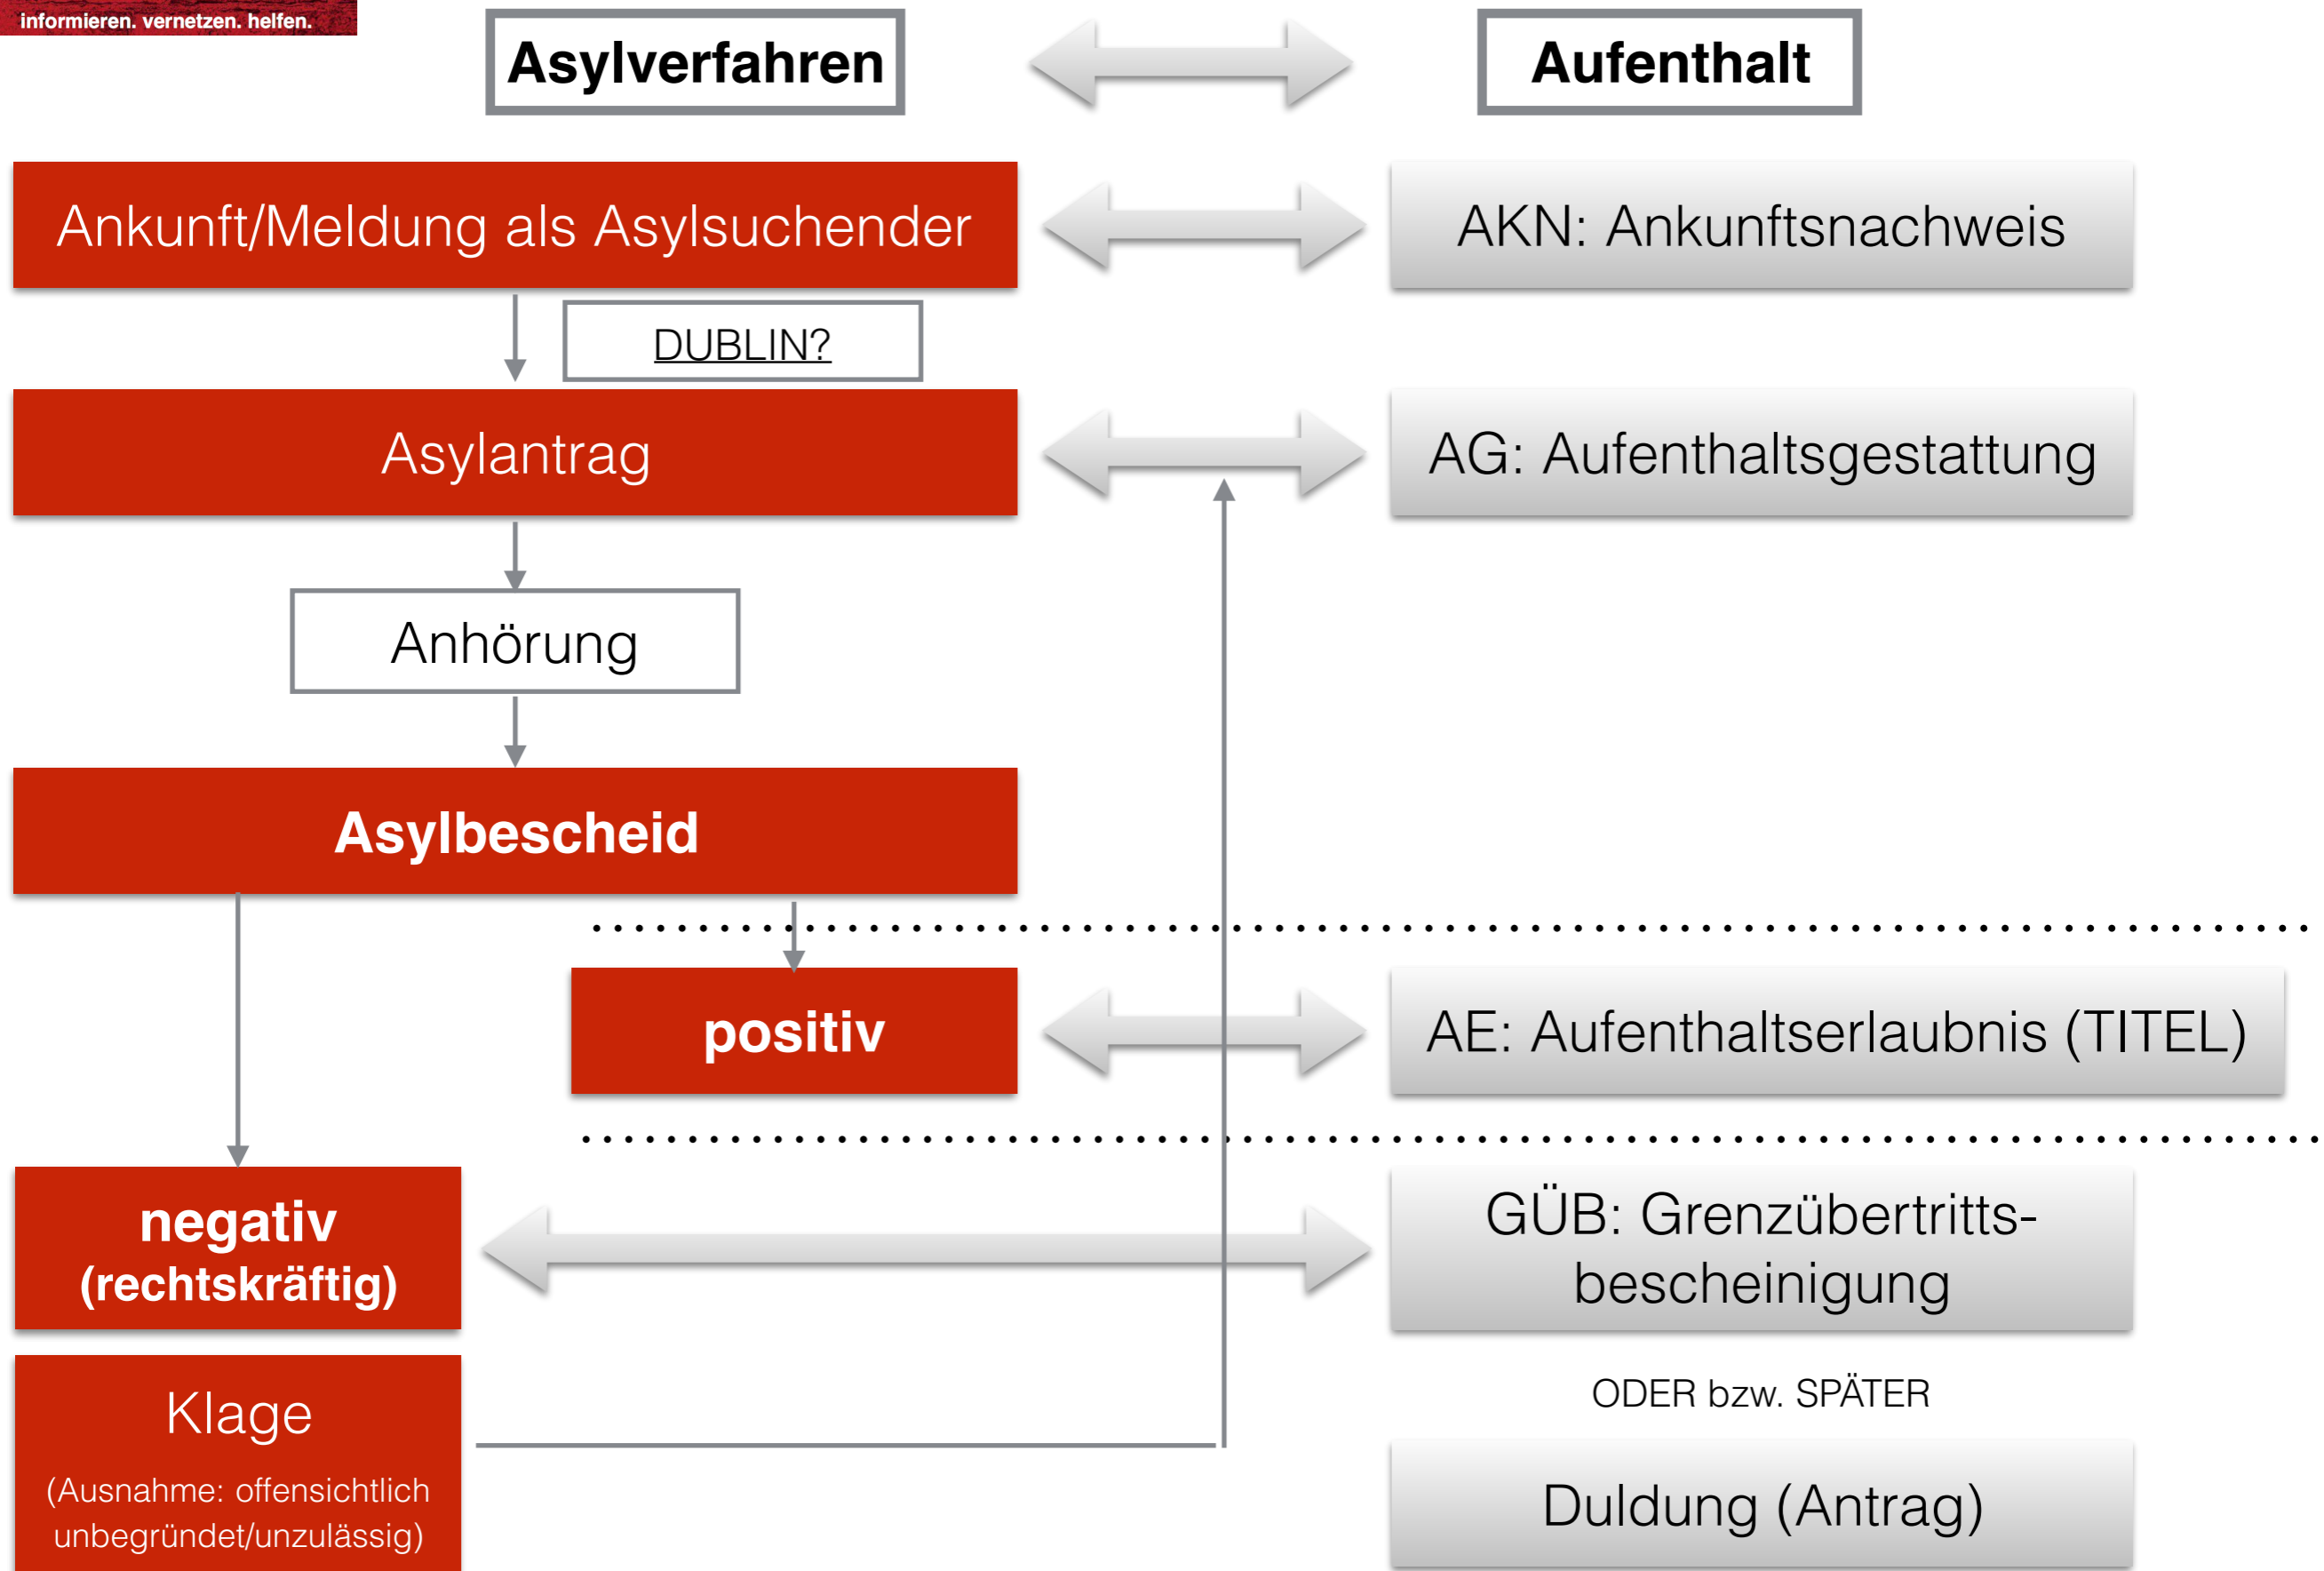 informieren. vernetzen. helfen.
Asylverfahren
Aufenthalt
Ankunft/Meldung als Asylsuchender
AKN: Ankunftsnachweis
DUBLIN?
Asylantrag
AG: Aufenthaltsgestattung
Anhörung
Asylbescheid
positiv
AE: Aufenthaltserlaubnis (TITEL)
negativ
(rechtskräftig)
GÜB: Grenzübertritts-
bescheinigung
ODER bzw. SPÄTER
Klage
(Ausnahme: offensichtlich
unbegründet/unzulässig)
Duldung (Antrag)